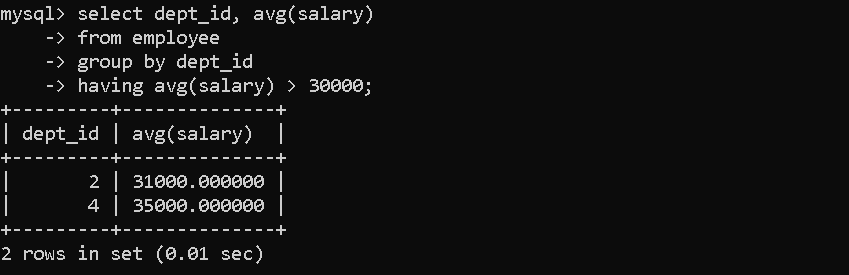 mysql> select dept_id, avg(salary)
    -> from employee
    -> group by dept_id
    -> having avg(salary) > 30000;
+---------+--------------+
| dept_id | avg(salary)  |
+---------+--------------+
|       2 | 31000.000000 |
|       4 | 35000.000000 |
+---------+--------------+
2 rows in set (0.01 sec)